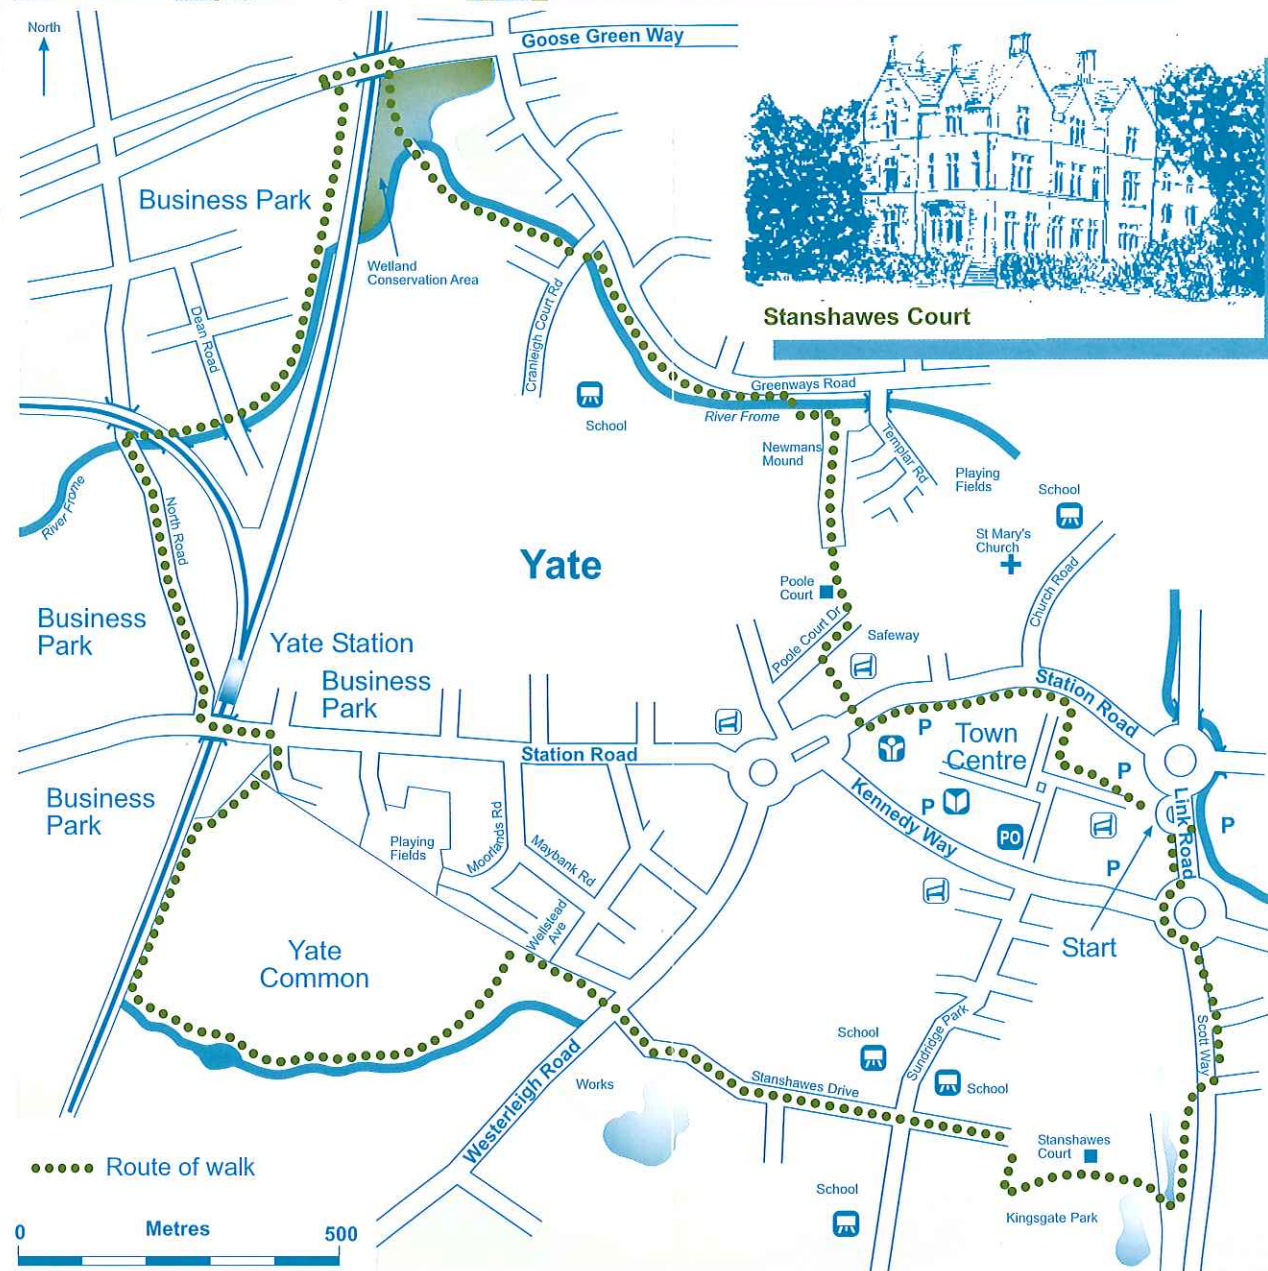 North
Goose Green Way
Business Park
Wetland
Conservation Area
Stanshawes Court
Dean Road
Cranleigh Court Rd
School
Greenways Road
River Frome
Newmans
Mound
Templar Rd
Playing
Fields
School
St Mary's
Church
River Frome
North Road
Yate
Poole
Court
Church Road
Business
Park
Yate Station
Business
Park
Poole Court Dr
Safeway
Station Road
Station Road
P
Town
Centre
P
Business
Park
Kennedy Way
P
PO
Link Road
P
P
Playing
Fields
Moorlands Rd
Maybank Rd
Wellstead
Ave
Start
Yate
Common
Scott Way
School
Sundridge Park
School
Westerleigh Road
Works
Stanshawes Drive
Stanshawes
Court
Route of walk
School
Kingsgate Park
0 Metres 500